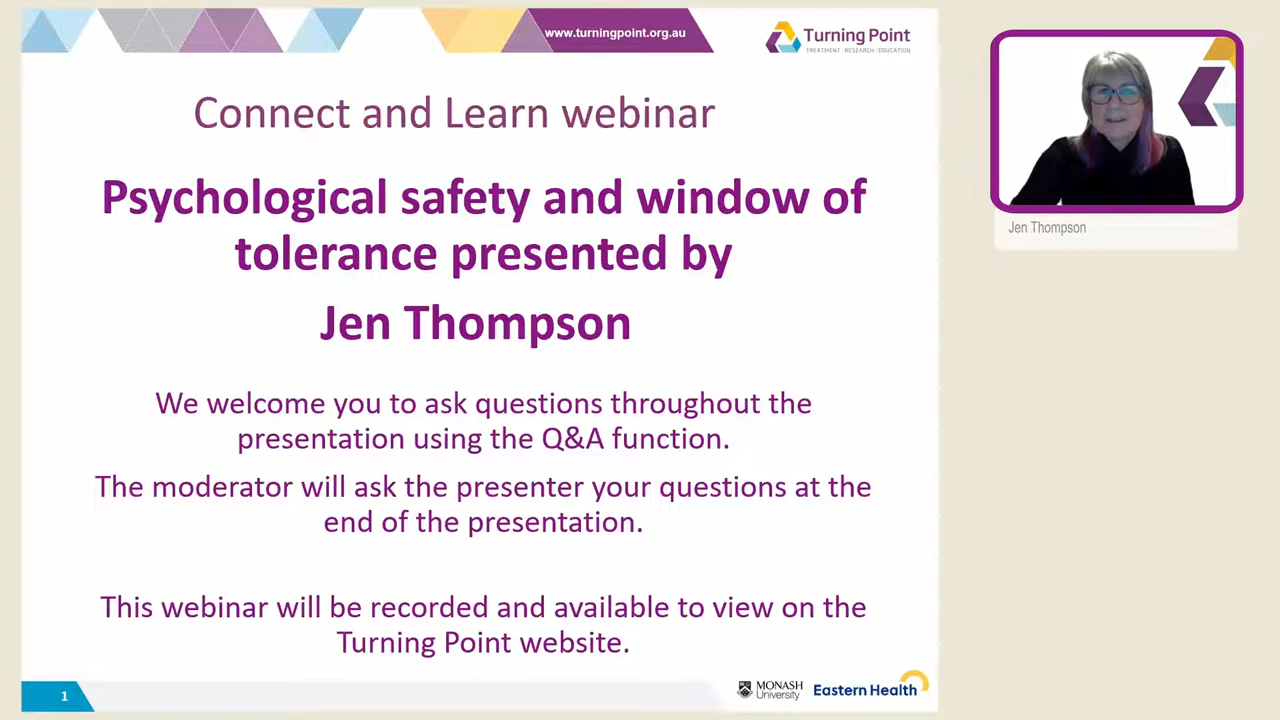 www.turningpoint.org.au
Turning Point
TREATMENT · RESEARCH · EDUCATION
Connect and Learn webinar
Psychological safety and window of
tolerance presented by
Jen Thompson
We welcome you to ask questions throughout the
presentation using the Q&A function.
The moderator will ask the presenter your questions at the
end of the presentation.
This webinar will be recorded and available to view on the
Turning Point website.
1
MONASH
University
Eastern Health
Jen Thompson